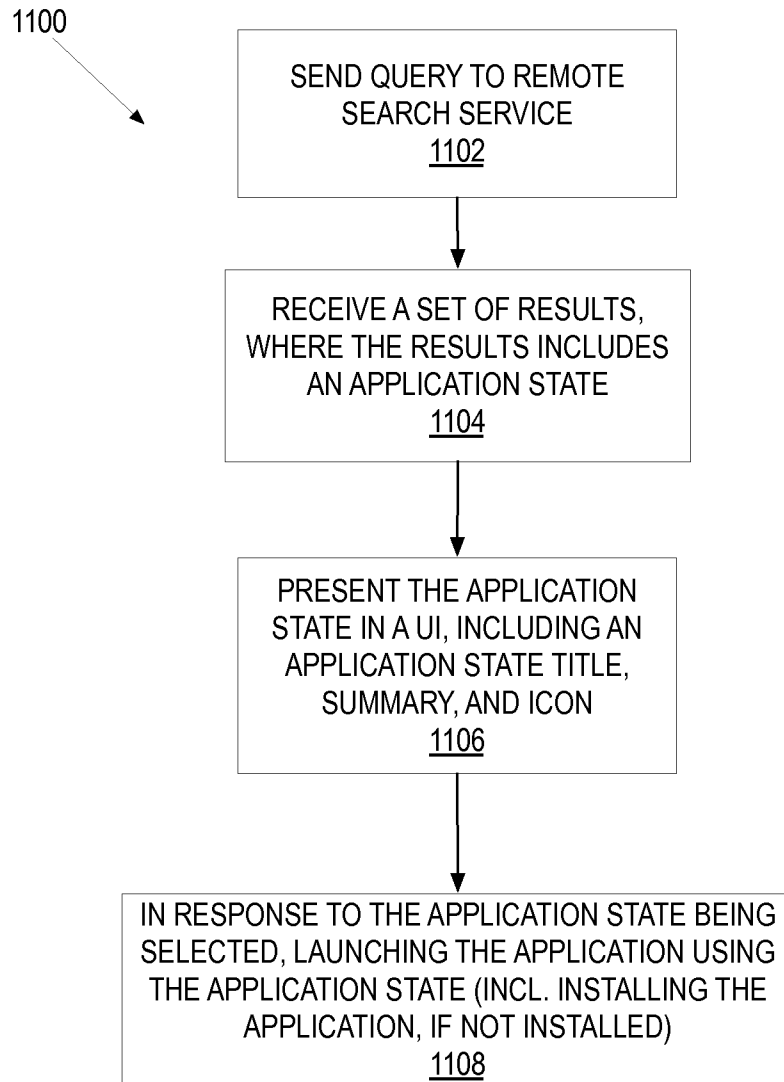 1100
SEND QUERY TO REMOTE
SEARCH SERVICE
1102
RECEIVE A SET OF RESULTS,
WHERE THE RESULTS INCLUDES
AN APPLICATION STATE
1104
PRESENT THE APPLICATION
STATE IN A UI, INCLUDING AN
APPLICATION STATE TITLE,
SUMMARY, AND ICON
1106
IN RESPONSE TO THE APPLICATION STATE BEING
SELECTED, LAUNCHING THE APPLICATION USING
THE APPLICATION STATE (INCL. INSTALLING THE
APPLICATION, IF NOT INSTALLED)
1108